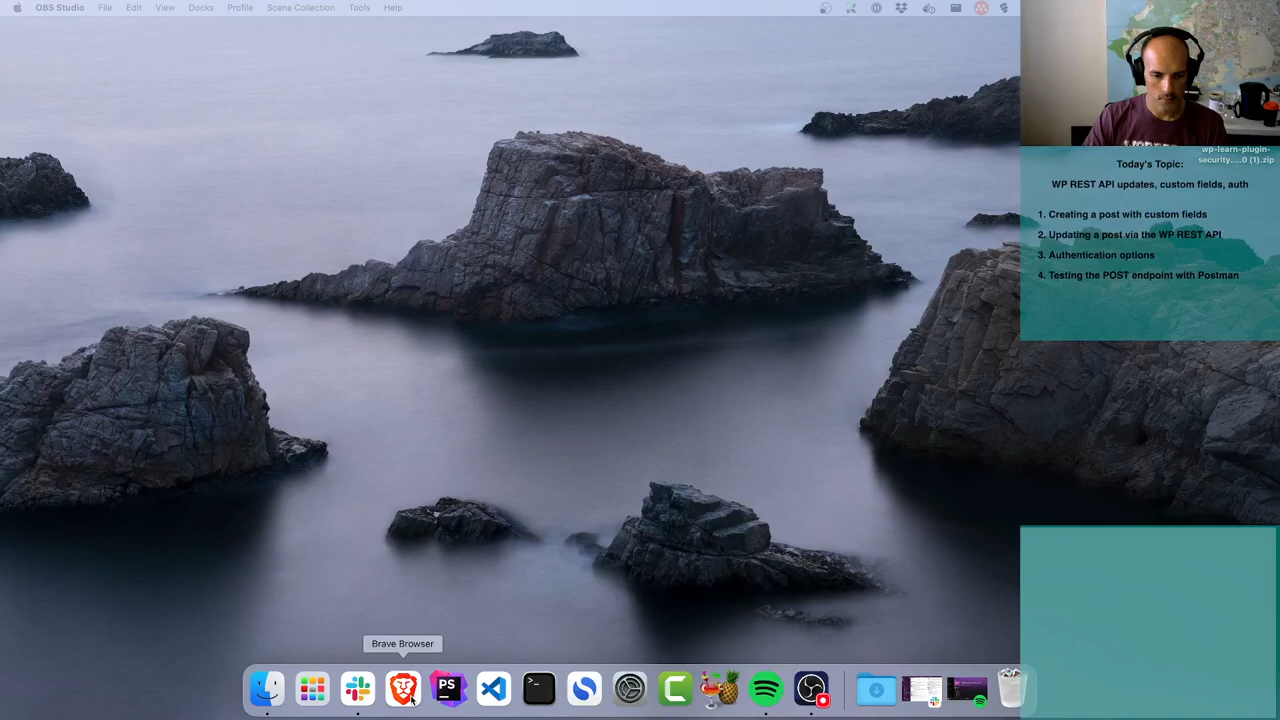 OBS Studio File Edit View Docks Profile Scene Collection Tools Help
wp-learn-plugin-
security.....0 (1).zip
Today's Topic:
WP REST API updates, custom fields, auth
1. Creating a post with custom fields
2. Updating a post via the WP REST API
3. Authentication options
4. Testing the POST endpoint with Postman
Brave Browser
PS